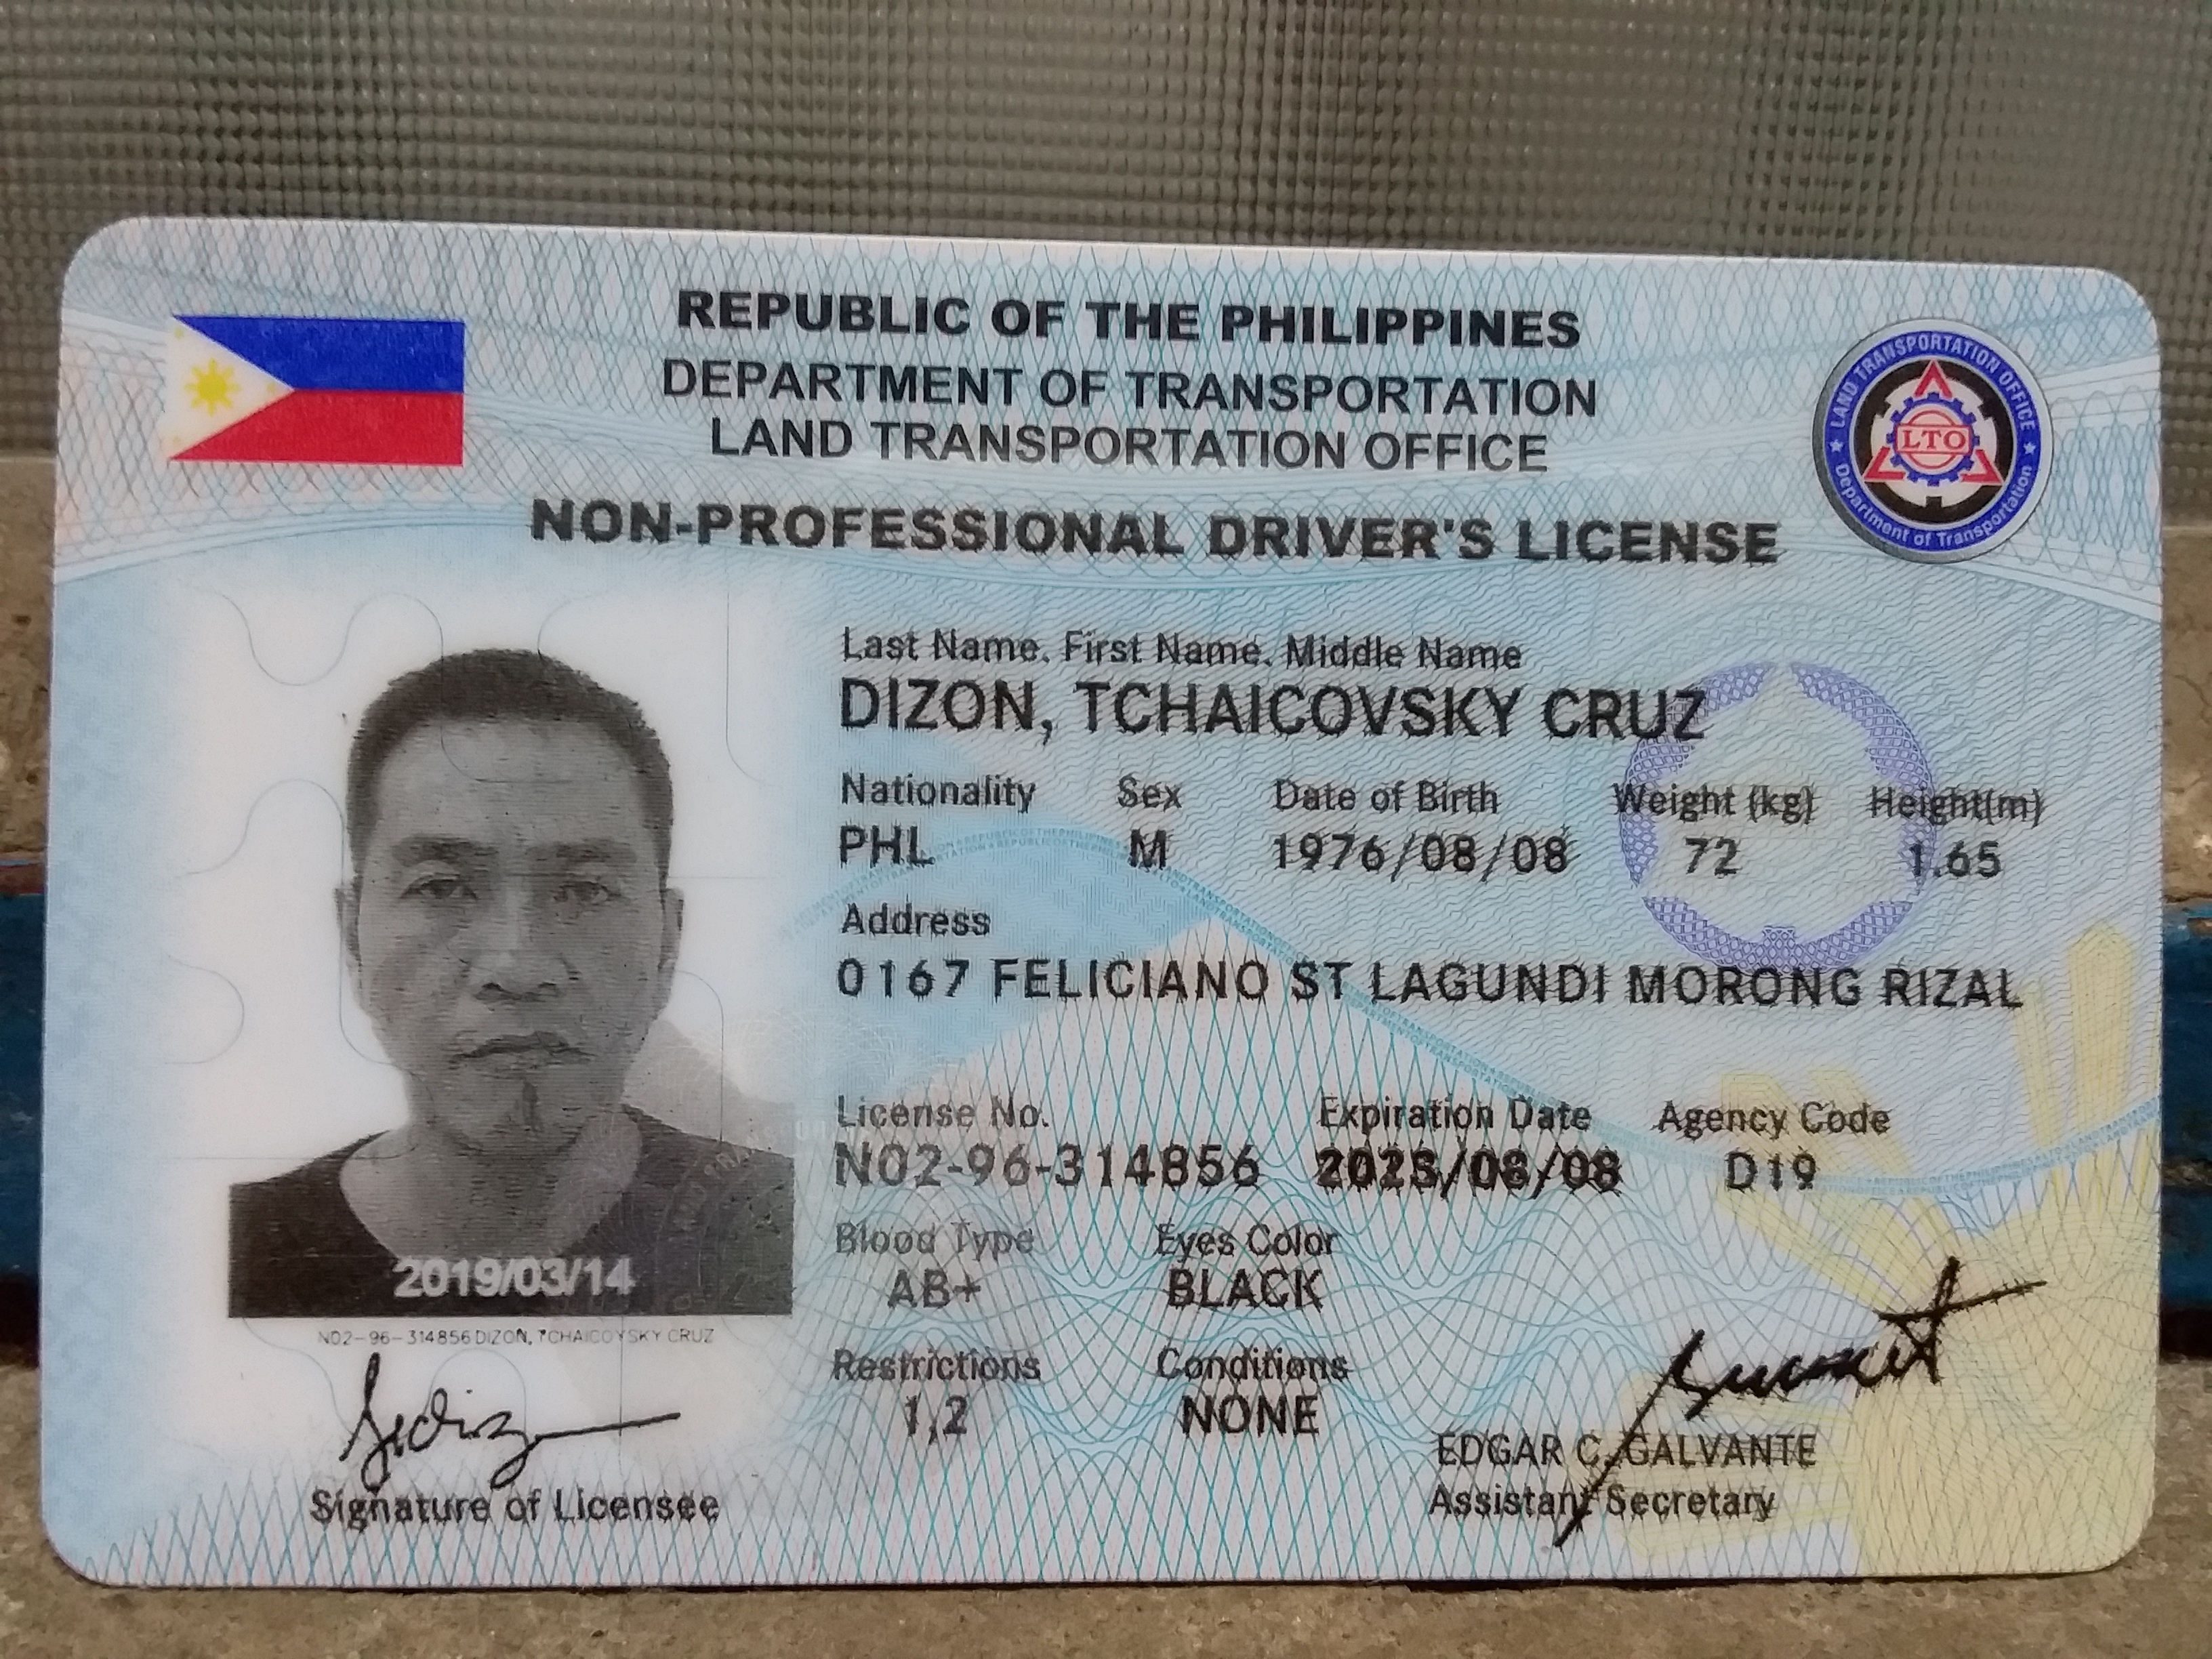 REPUBLIC OF THE PHILIPPINES
DEPARTMENT OF TRANSPORTATION
LAND TRANSPORTATION OFFICE
LAND TRANSPORTATION OFFICE
LTO
Department of Transportation
NON-PROFESSIONAL DRIVER'S LICENSE
Last Name. First Name. Middle Name
DIZON, TCHAICOVSKY CRUZ
Nationality Sex Date of Birth Weight (kg) Height(m)
PHL M 1976/08/08 72 1.65
Address
0167 FELICIANO ST LAGUNDI MORONG RIZAL
License No. Expiration Date Agency Code
N02-96-314856 D19
Blood Type Eyes Color
AB+ BLACK
2019/03/14
N02-96-314856 DIZON, TCHAICOVSKY CRUZ
Restrictions Conditions
1,2 NONE
EDGAR C. GALVANTE
Assistant Secretary
Signature of Licensee